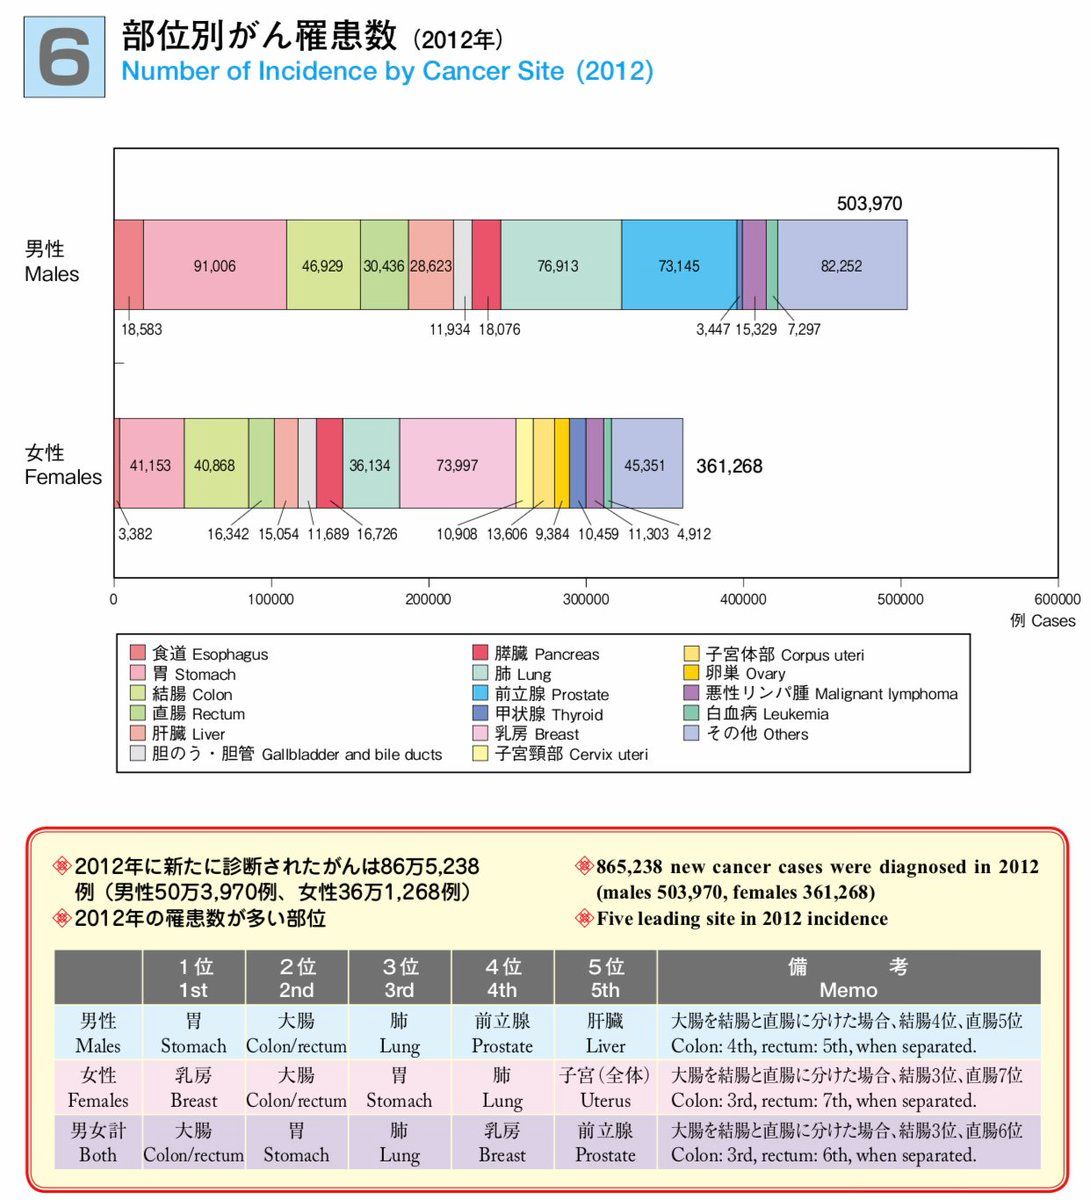 6
部位別がん罹患数（2012年）
Number of Incidence by Cancer Site (2012)
503,970
男性
Males
91,006 46,929 30,436 28,623 76,913 73,145 82,252
18,583 11,934 18,076 3,447 15,329 7,297
女性
Females
41,153 40,868 36,134 73,997 45,351 361,268
3,382 16,342 15,054 11,689 16,726 10,908 13,606 9,384 10,459 11,303 4,912
0 100000 200000 300000 400000 500000 600000
例 Cases
食道 Esophagus
胃 Stomach
結腸 Colon
直腸 Rectum
肝臓 Liver
胆のう・胆管 Gallbladder and bile ducts
膵臓 Pancreas
肺 Lung
前立腺 Prostate
甲状腺 Thyroid
乳房 Breast
子宮頸部 Cervix uteri
子宮体部 Corpus uteri
卵巣 Ovary
悪性リンパ腫 Malignant lymphoma
白血病 Leukemia
その他 Others
2012年に新たに診断されたがんは86万5,238
例（男性50万3,970例、女性36万1,268例）
2012年の罹患数が多い部位
865,238 new cancer cases were diagnosed in 2012
(males 503,970, females 361,268)
Five leading site in 2012 incidence
1位 2位 3位 4位 5位 備考
1st 2nd 3rd 4th 5th Memo
男性 胃 大腸 肺 前立腺 肝臓 大腸を結腸と直腸に分けた場合、結腸4位、直腸5位
Males Stomach Colon/rectum Lung Prostate Liver Colon: 4th, rectum: 5th, when separated.
女性 乳房 大腸 胃 肺 子宮（全体） 大腸を結腸と直腸に分けた場合、結腸3位、直腸7位
Females Breast Colon/rectum Stomach Lung Uterus Colon: 3rd, rectum: 7th, when separated.
男女計 大腸 胃 肺 乳房 前立腺 大腸を結腸と直腸に分けた場合、結腸3位、直腸6位
Both Colon/rectum Stomach Lung Breast Prostate Colon: 3rd, rectum: 6th, when separated.